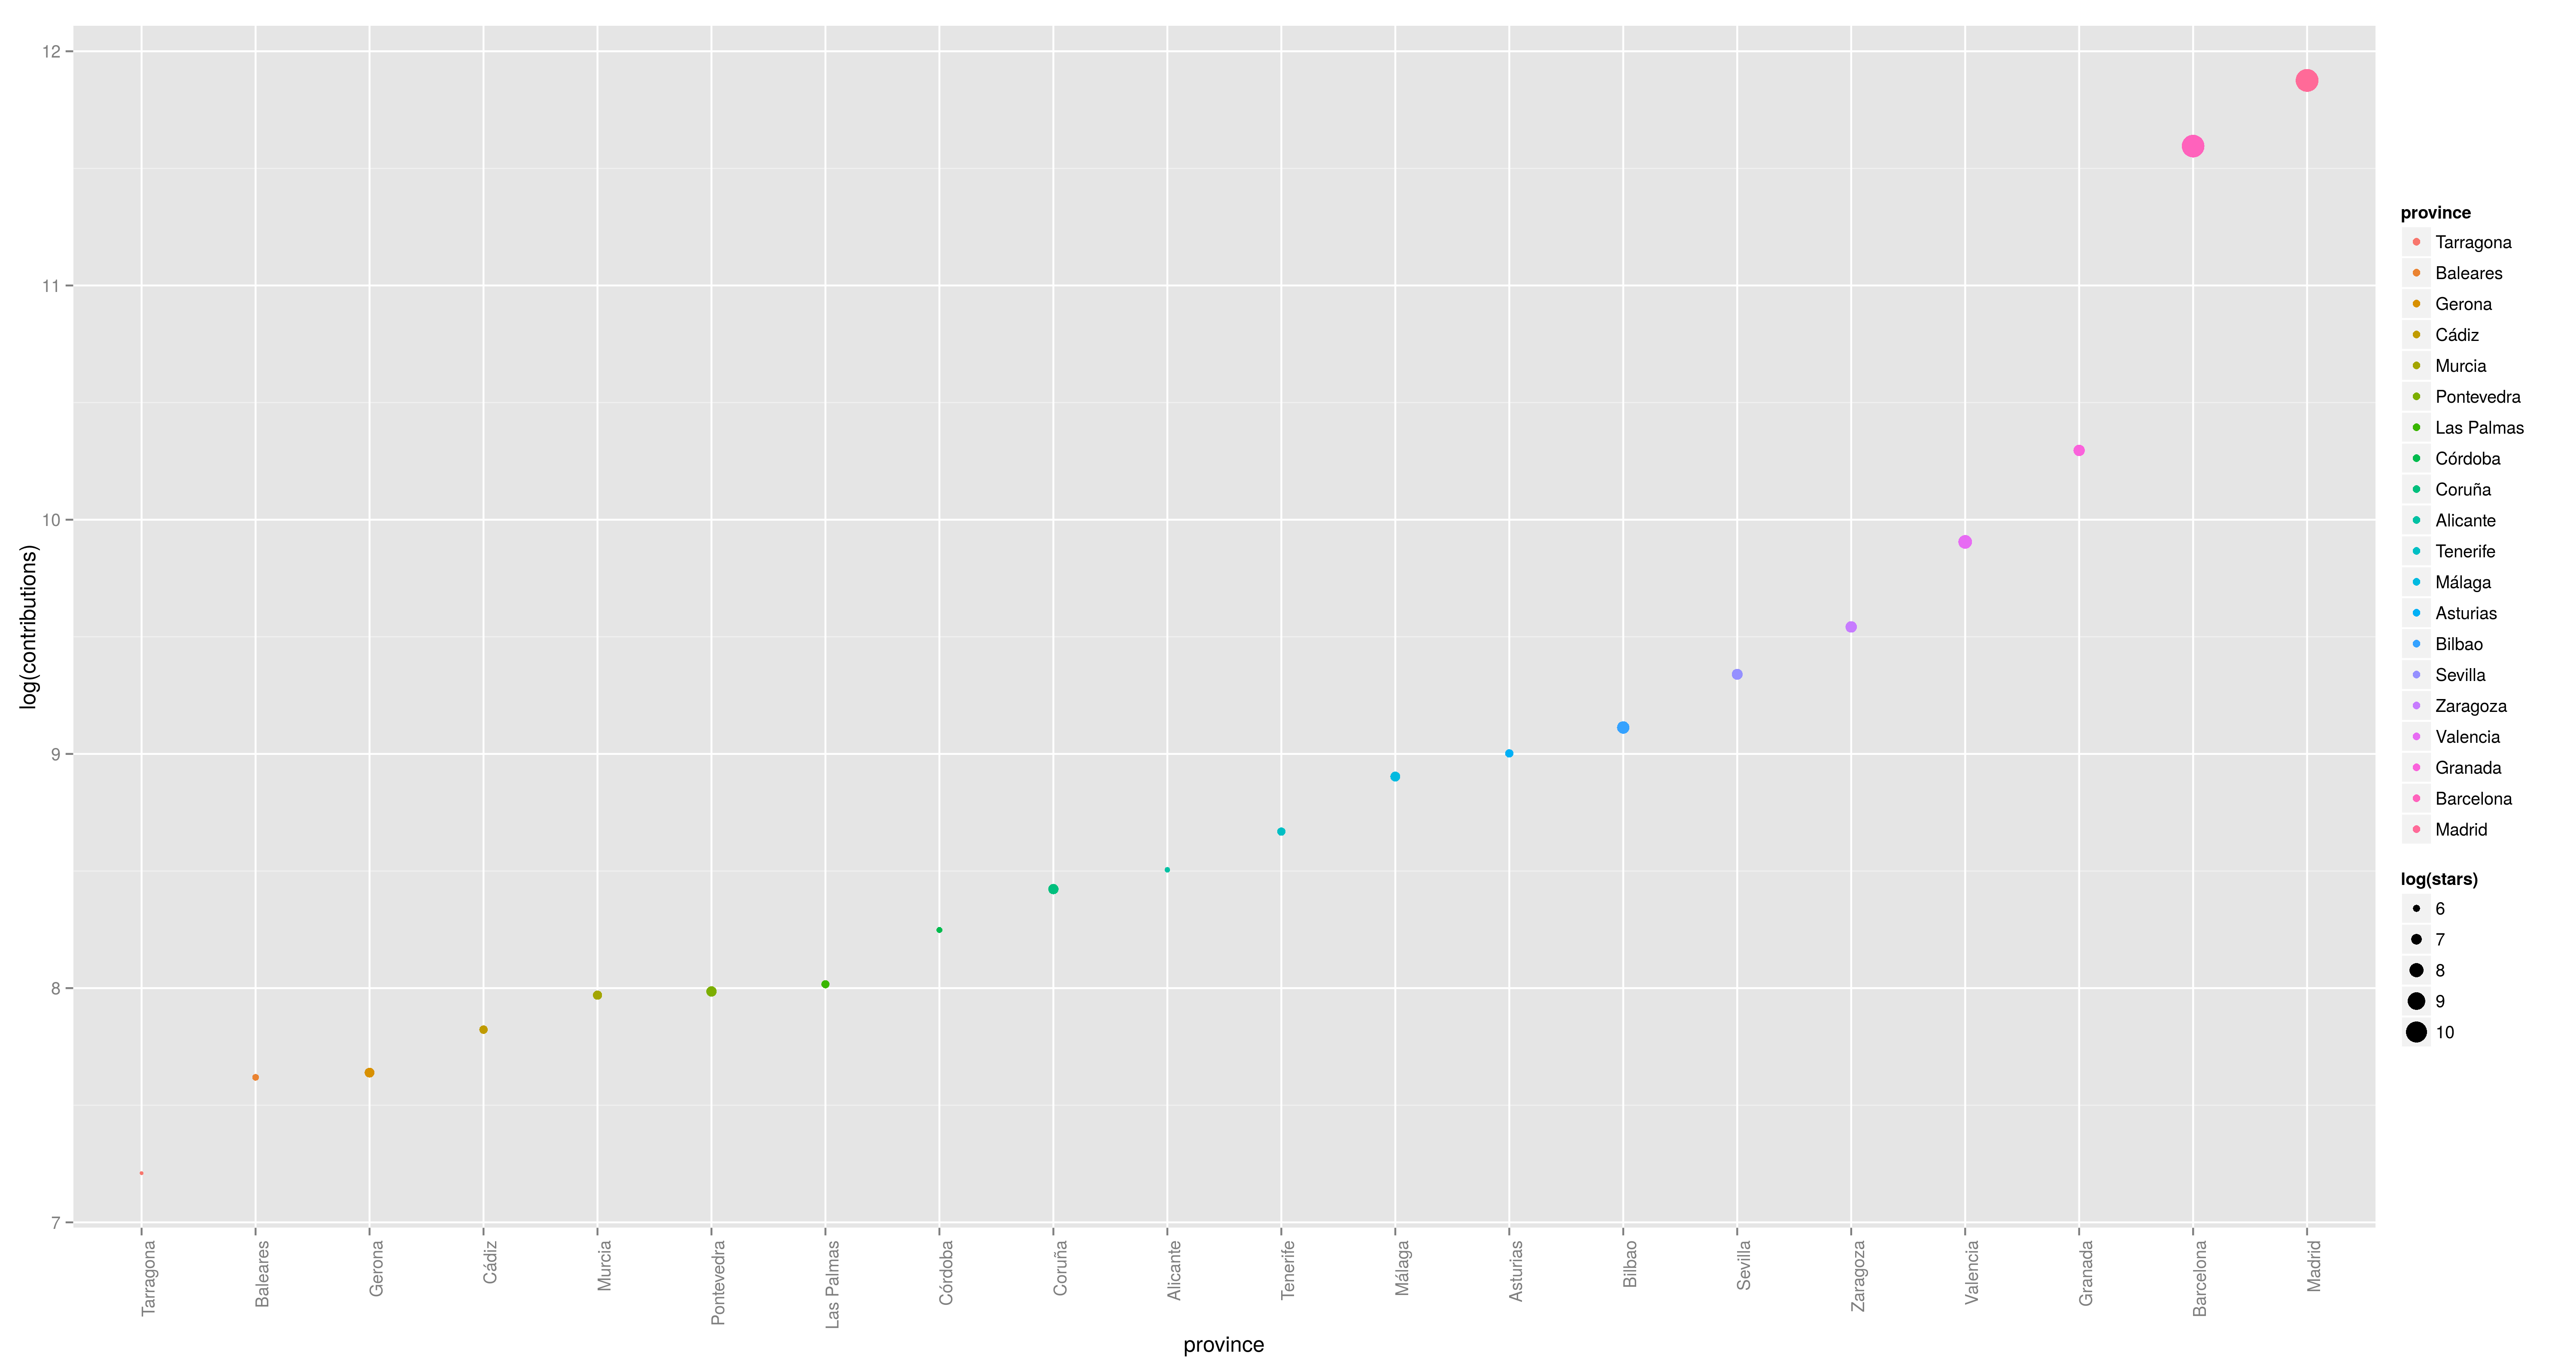 12
11
10
9
8
7
log(contributions)
Tarragona
Baleares
Gerona
Cádiz
Murcia
Pontevedra
Las Palmas
Córdoba
Coruña
Alicante
Tenerife
Málaga
Asturias
Bilbao
Sevilla
Zaragoza
Valencia
Granada
Barcelona
Madrid
province
province
Tarragona
Baleares
Gerona
Cádiz
Murcia
Pontevedra
Las Palmas
Córdoba
Coruña
Alicante
Tenerife
Málaga
Asturias
Bilbao
Sevilla
Zaragoza
Valencia
Granada
Barcelona
Madrid
log(stars)
6
7
8
9
10